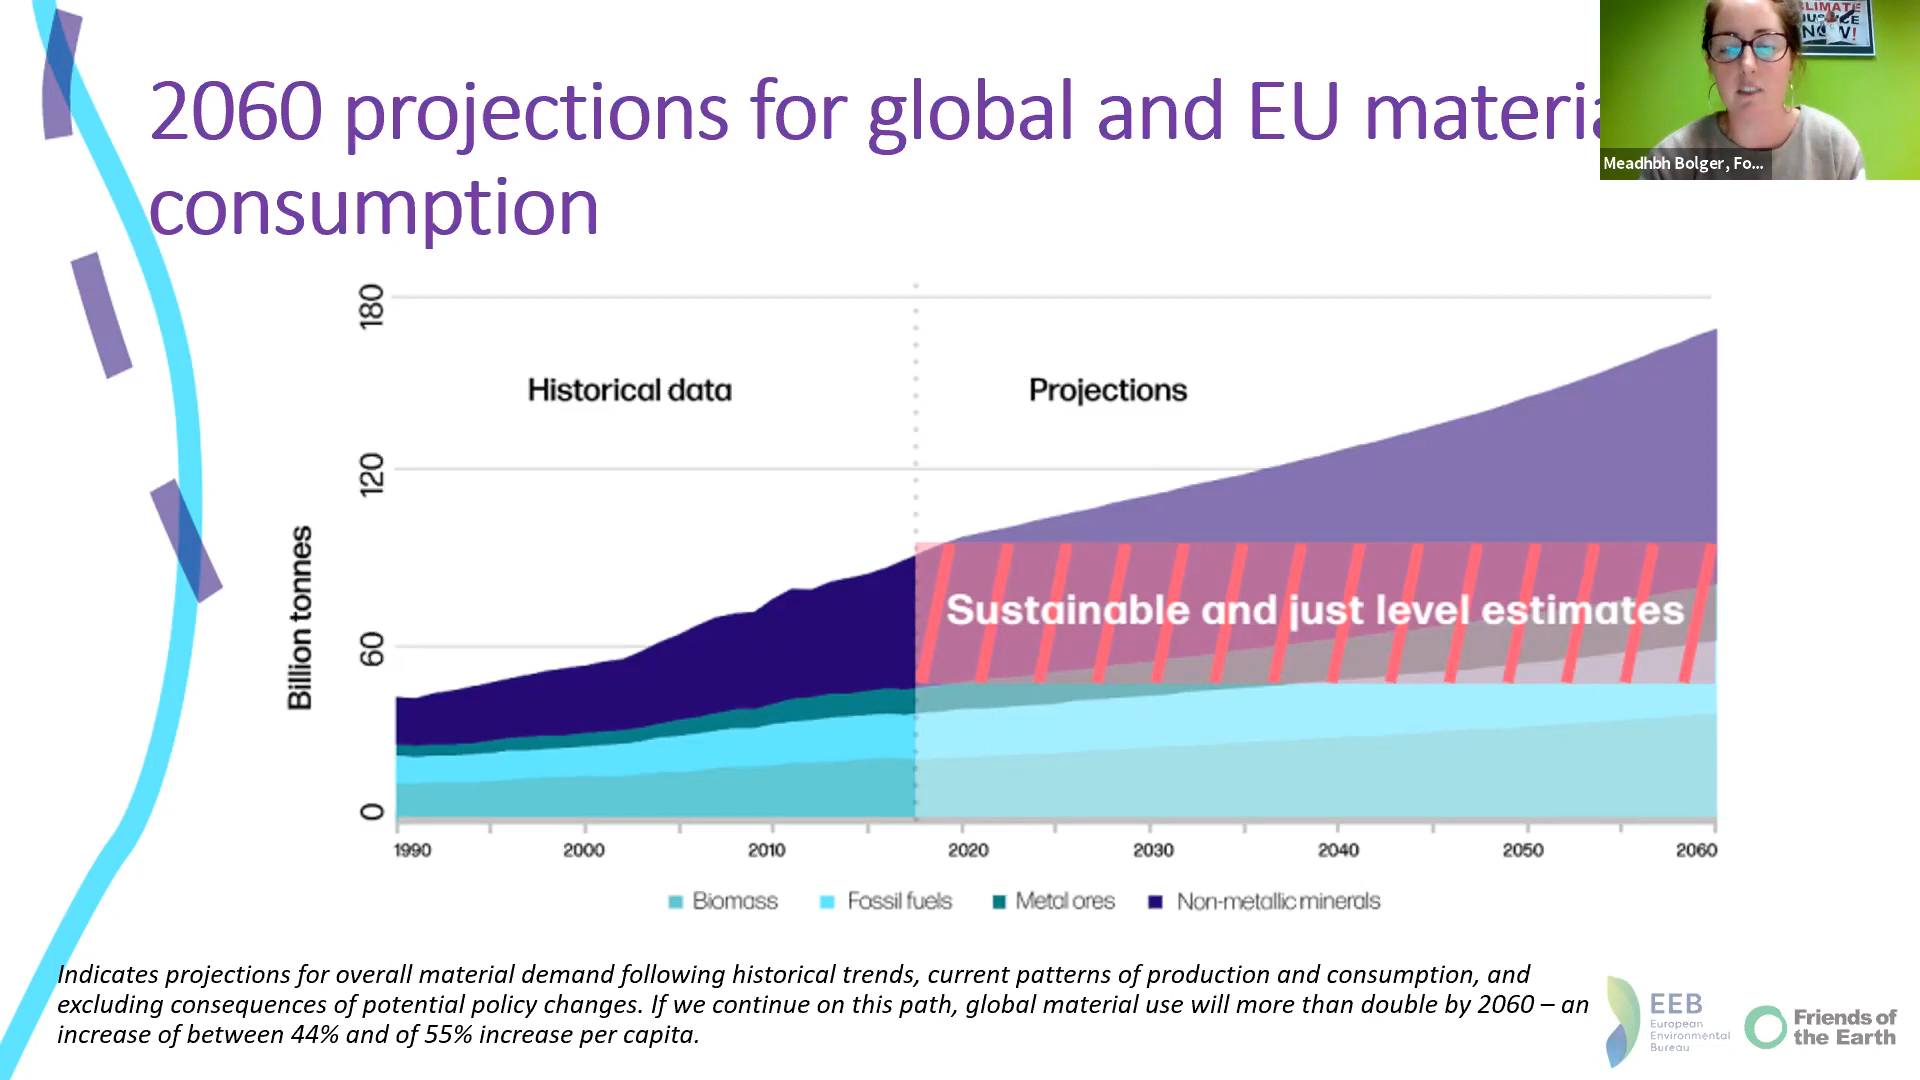 2060 projections for global and EU materia
consumption
CLIMATE
NOW!
Meadhbh Bolger, Fo...
180
120
60
0
Billion tonnes
Historical data
Projections
Sustainable and just level estimates
1990
2000
2010
2020
2030
2040
2050
2060
Biomass
Fossil fuels
Metal ores
Non-metallic minerals
Indicates projections for overall material demand following historical trends, current patterns of production and consumption, and
excluding consequences of potential policy changes. If we continue on this path, global material use will more than double by 2060 – an
increase of between 44% and of 55% increase per capita.
EEB
European
Environmental
Bureau
Friends of
the Earth